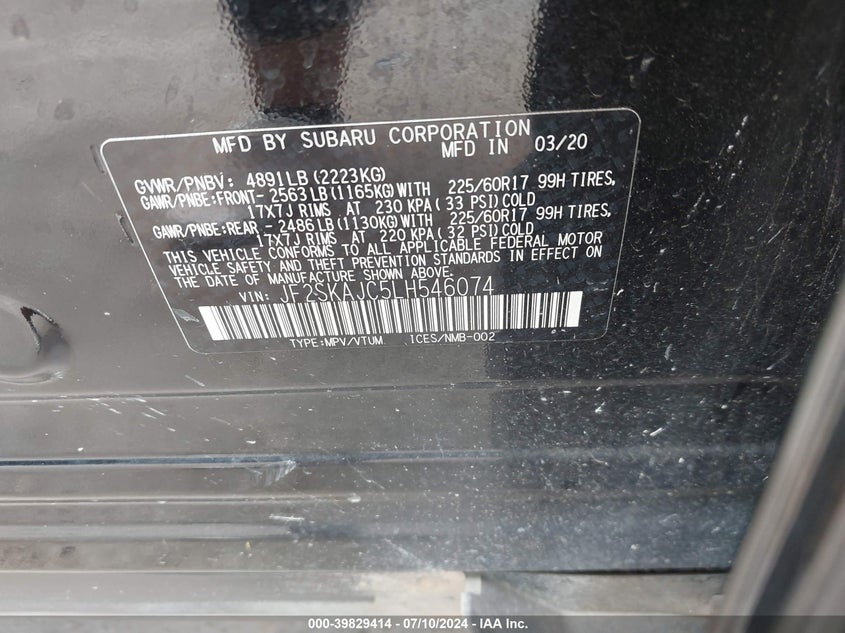 MFD BY SUBARU CORPORATION
MFD IN 03/20
GVWR/PNBV: 4891LB(2223KG)
GAWR/PNBE:FRONT- 2563LB(1165KG)WITH 225/60R17 99H TIRES,
17X7J RIMS AT 230 KPA( 33 PSI)COLD
GAWR/PNBE:REAR - 2486LB(1130KG)WITH 225/60R17 99H TIRES,
17X7J RIMS AT 220 KPA( 32 PSI)COLD
THIS VEHICLE CONFORMS TO ALL APPLICABLE FEDERAL MOTOR
VEHICLE SAFETY AND THEFT PREVENTION STANDARDS IN EFFECT ON
THE DATE OF MANUFACTURE SHOWN ABOVE.
VIN: JF2SKAJC5LH546074
TYPE:MPV/VTUM ICES/NMB-002
000-39829414 - 07/10/2024 - IAA Inc.